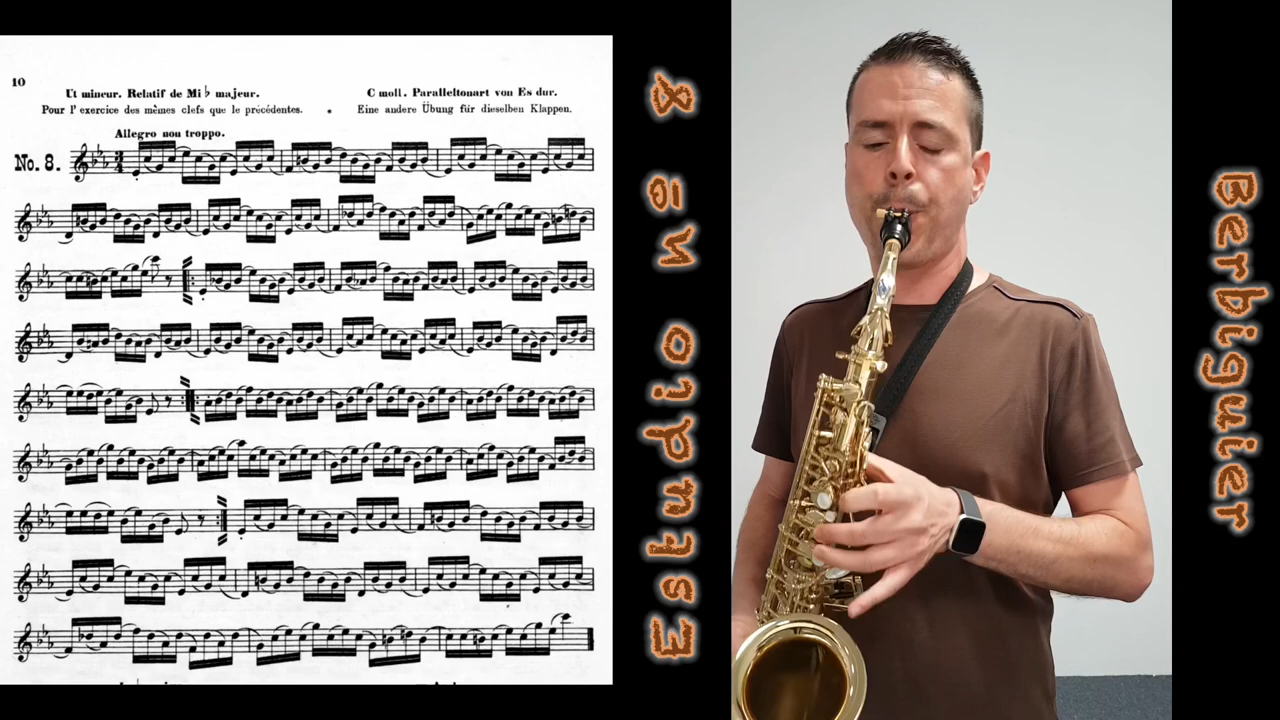 10
Ut mineur. Relatif de Mi♭ majeur.
Pour l'exercice des mêmes clefs que le précédentes.
C moll. Paralleltonart von Es dur.
Eine andere Übung für dieselben Klappen.
Allegro non troppo.
No. 8.
Estudio Nº 8
Berbiguier